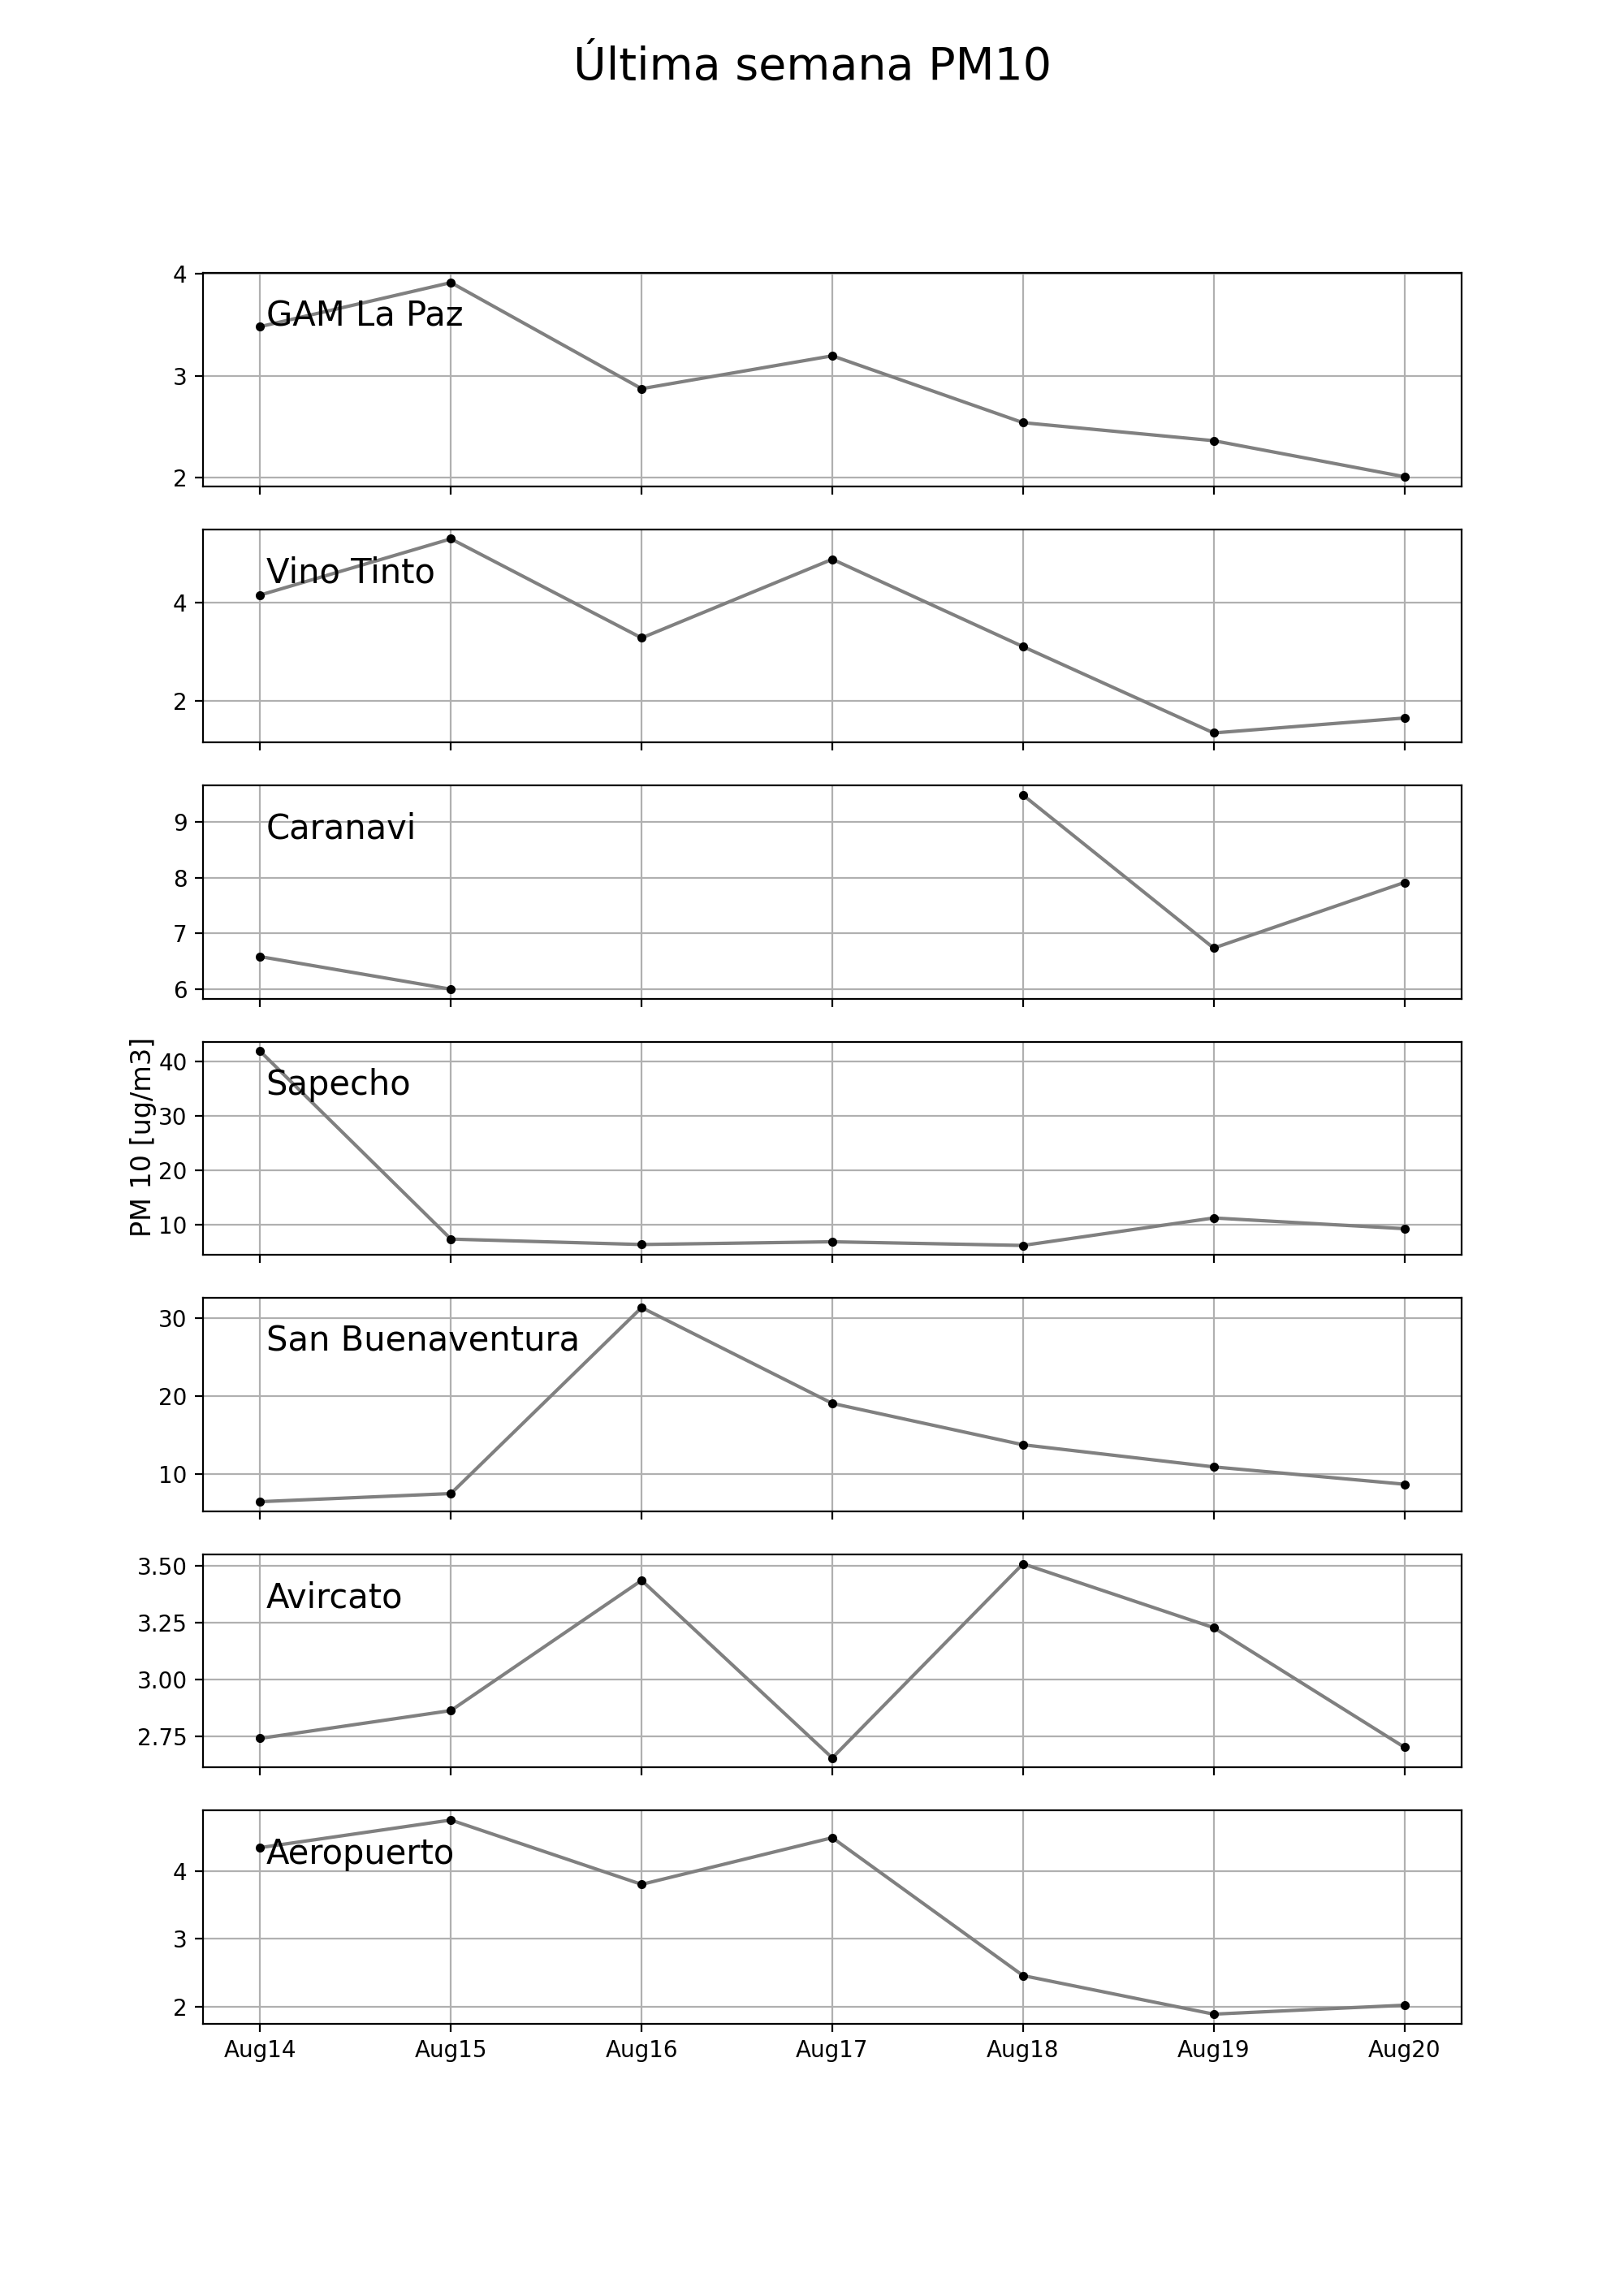 Última semana PM10
4
GAM La Paz
3
2
Vino Tinto
4
2
9
Caranavi
8
7
6
PM 10 [ug/m3]
40
Sapecho
30
20
10
30
San Buenaventura
20
10
3.50
Avircato
3.25
3.00
2.75
Aeropuerto
4
3
2
Aug14 Aug15 Aug16 Aug17 Aug18 Aug19 Aug20